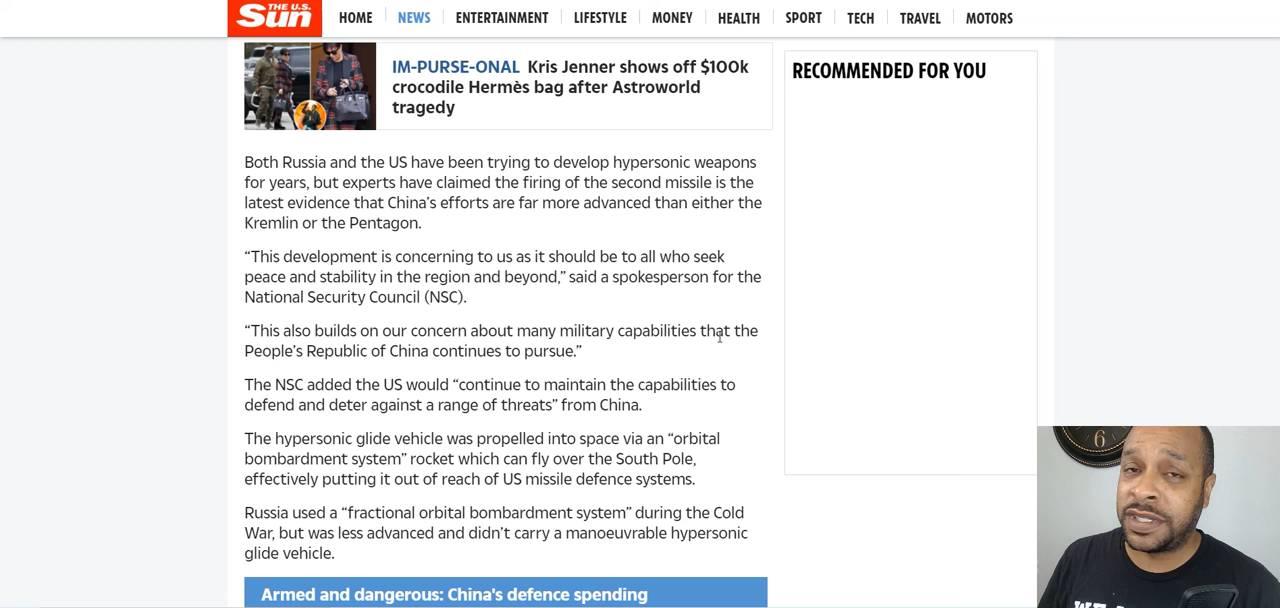 THE U.S.
Sun
HOME
NEWS
ENTERTAINMENT
LIFESTYLE
MONEY
HEALTH
SPORT
TECH
TRAVEL
MOTORS
IM-PURSE-ONAL Kris Jenner shows off $100k
crocodile Hermès bag after Astroworld
tragedy
RECOMMENDED FOR YOU
Both Russia and the US have been trying to develop hypersonic weapons
for years, but experts have claimed the firing of the second missile is the
latest evidence that China's efforts are far more advanced than either the
Kremlin or the Pentagon.
“This development is concerning to us as it should be to all who seek
peace and stability in the region and beyond,” said a spokesperson for the
National Security Council (NSC).
“This also builds on our concern about many military capabilities that the
People’s Republic of China continues to pursue.”
The NSC added the US would “continue to maintain the capabilities to
defend and deter against a range of threats” from China.
The hypersonic glide vehicle was propelled into space via an “orbital
bombardment system” rocket which can fly over the South Pole,
effectively putting it out of reach of US missile defence systems.
Russia used a “fractional orbital bombardment system” during the Cold
War, but was less advanced and didn’t carry a manoeuvrable hypersonic
glide vehicle.
Armed and dangerous: China's defence spending
6